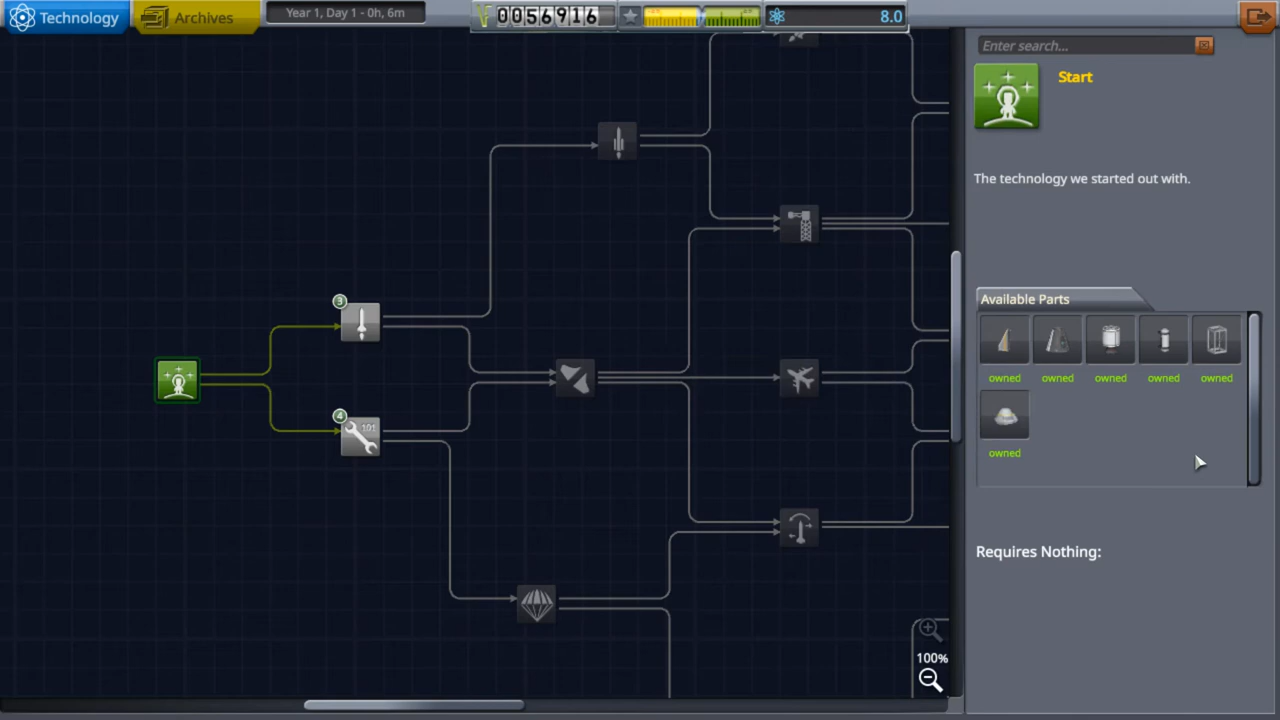 Technology
Archives
Year 1, Day 1 - 0h, 6m
0056916
8.0
Enter search...
Start
The technology we started out with.
Available Parts
owned owned owned owned owned
owned
Requires Nothing:
3
4
101
100%